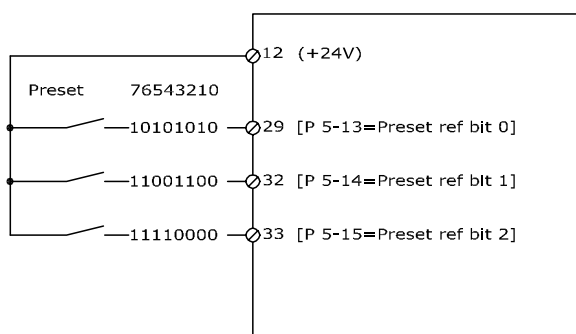 12 (+24V)
Preset 76543210
10101010 29 [P 5-13=Preset ref bit 0]
11001100 32 [P 5-14=Preset ref blt 1]
11110000 33 [P 5-15=Preset ref bit 2]